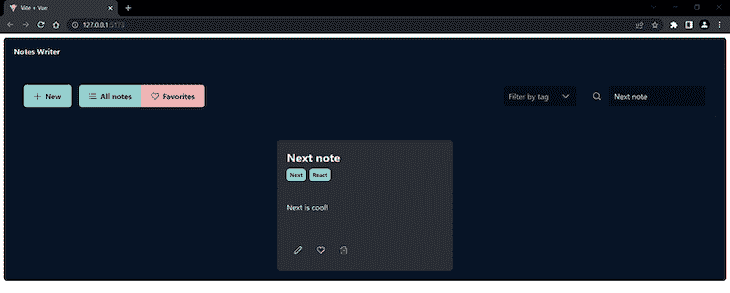 Vite + Vue
127.0.0.1:5173
Notes Writer
New
All notes
Favorites
Filter by tag
Next note
Next note
Next
React
Next is cool!